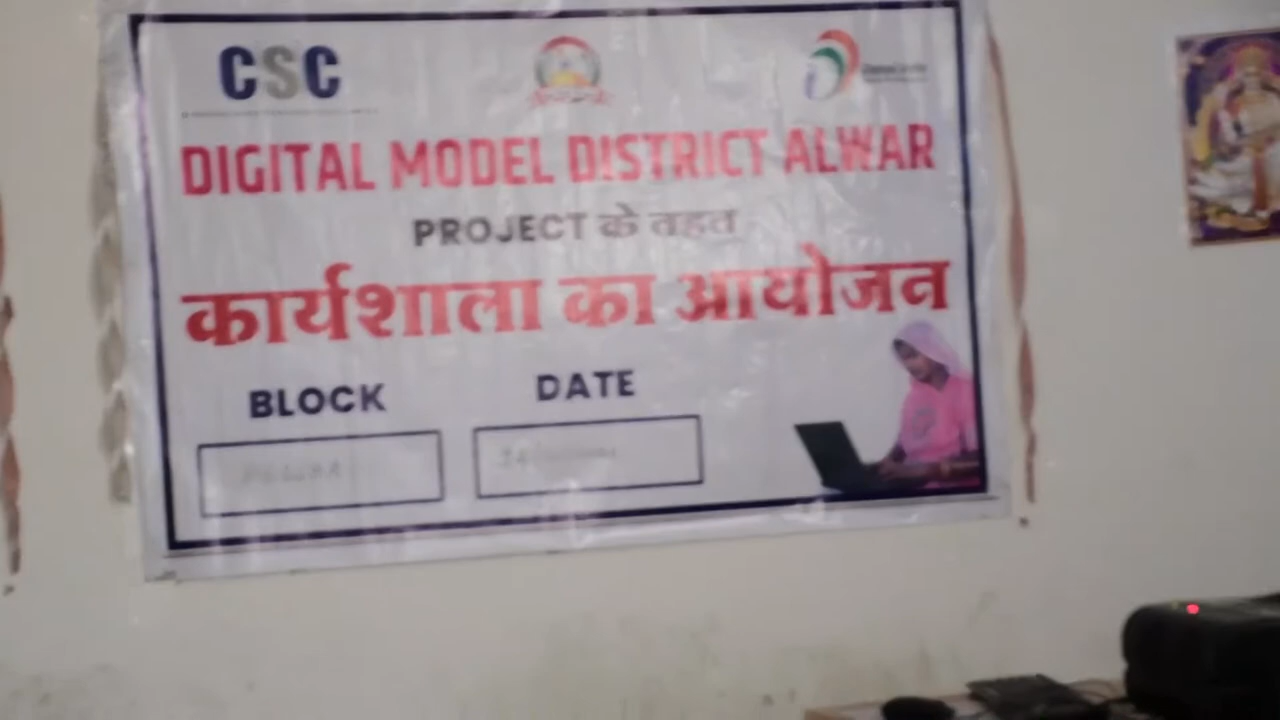 CSC
DIGITAL MODEL DISTRICT ALWAR
PROJECT के तहत
कार्यशाला का आयोजन
BLOCK
DATE